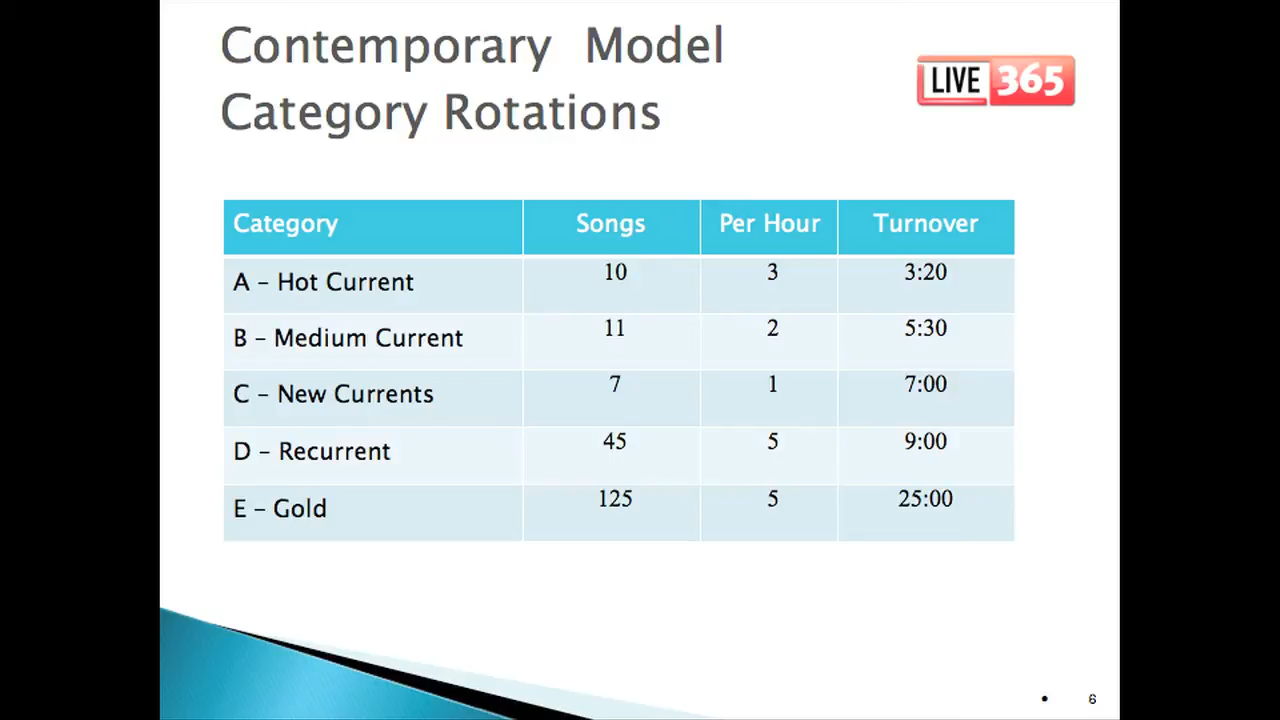 Contemporary Model
Category Rotations
LIVE 365
Category Songs Per Hour Turnover
A – Hot Current 10 3 3:20
B – Medium Current 11 2 5:30
C – New Currents 7 1 7:00
D – Recurrent 45 5 9:00
E – Gold 125 5 25:00
• 6